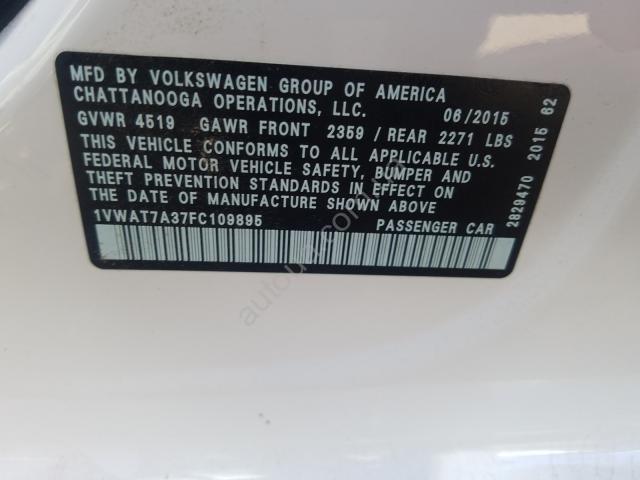 MFD BY VOLKSWAGEN GROUP OF AMERICA
CHATTANOOGA OPERATIONS, LLC. 06/2015
GVWR 4519 GAWR FRONT 2359 / REAR 2271 LBS
THIS VEHICLE CONFORMS TO ALL APPLICABLE U.S.
FEDERAL MOTOR VEHICLE SAFETY, BUMPER AND
THEFT PREVENTION STANDARDS IN EFFECT ON
THE DATE OF MANUFACTURE SHOWN ABOVE
1VWAT7A37FC109895 PASSENGER CAR
2829470 2015 62